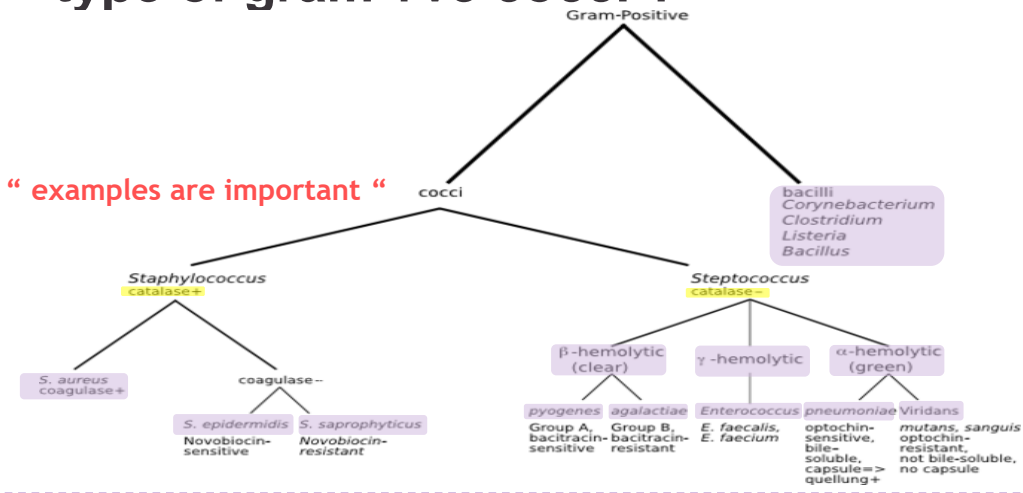 Gram-Positive
“ examples are important “
cocci
bacilli
Corynebacterium
Clostridium
Listeria
Bacillus
Staphylococcus
catalase+
Steptococcus
catalase–
S. aureus
coagulase+
coagulase–
S. epidermidis
Novobiocin-
sensitive
S. saprophyticus
Novobiocin-
resistant
β-hemolytic
(clear)
γ -hemolytic
α-hemolytic
(green)
pyogenes
Group A,
bacitracin-
sensitive
agalactiae
Group B,
bacitracin-
resistant
Enterococcus
E. faecalis,
E. faecium
pneumoniae
optochin-
sensitive,
bile–
soluble,
capsule=>
quellung+
Viridans
mutans, sanguis
optochin-
resistant,
not bile-soluble,
no capsule